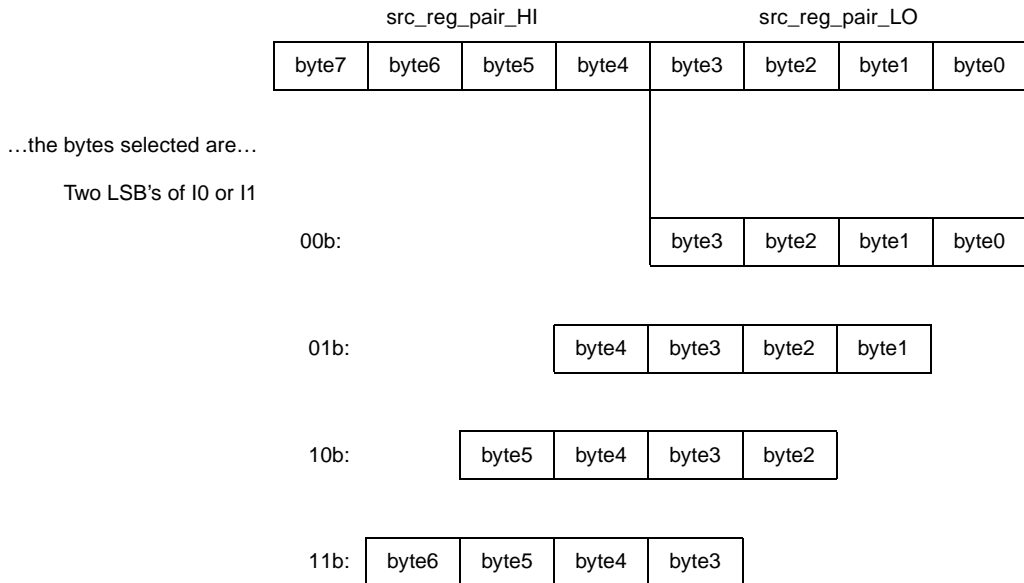 src_reg_pair_HI src_reg_pair_LO
byte7 byte6 byte5 byte4 byte3 byte2 byte1 byte0
…the bytes selected are…
Two LSB's of I0 or I1
00b: byte3 byte2 byte1 byte0
01b: byte4 byte3 byte2 byte1
10b: byte5 byte4 byte3 byte2
11b: byte6 byte5 byte4 byte3